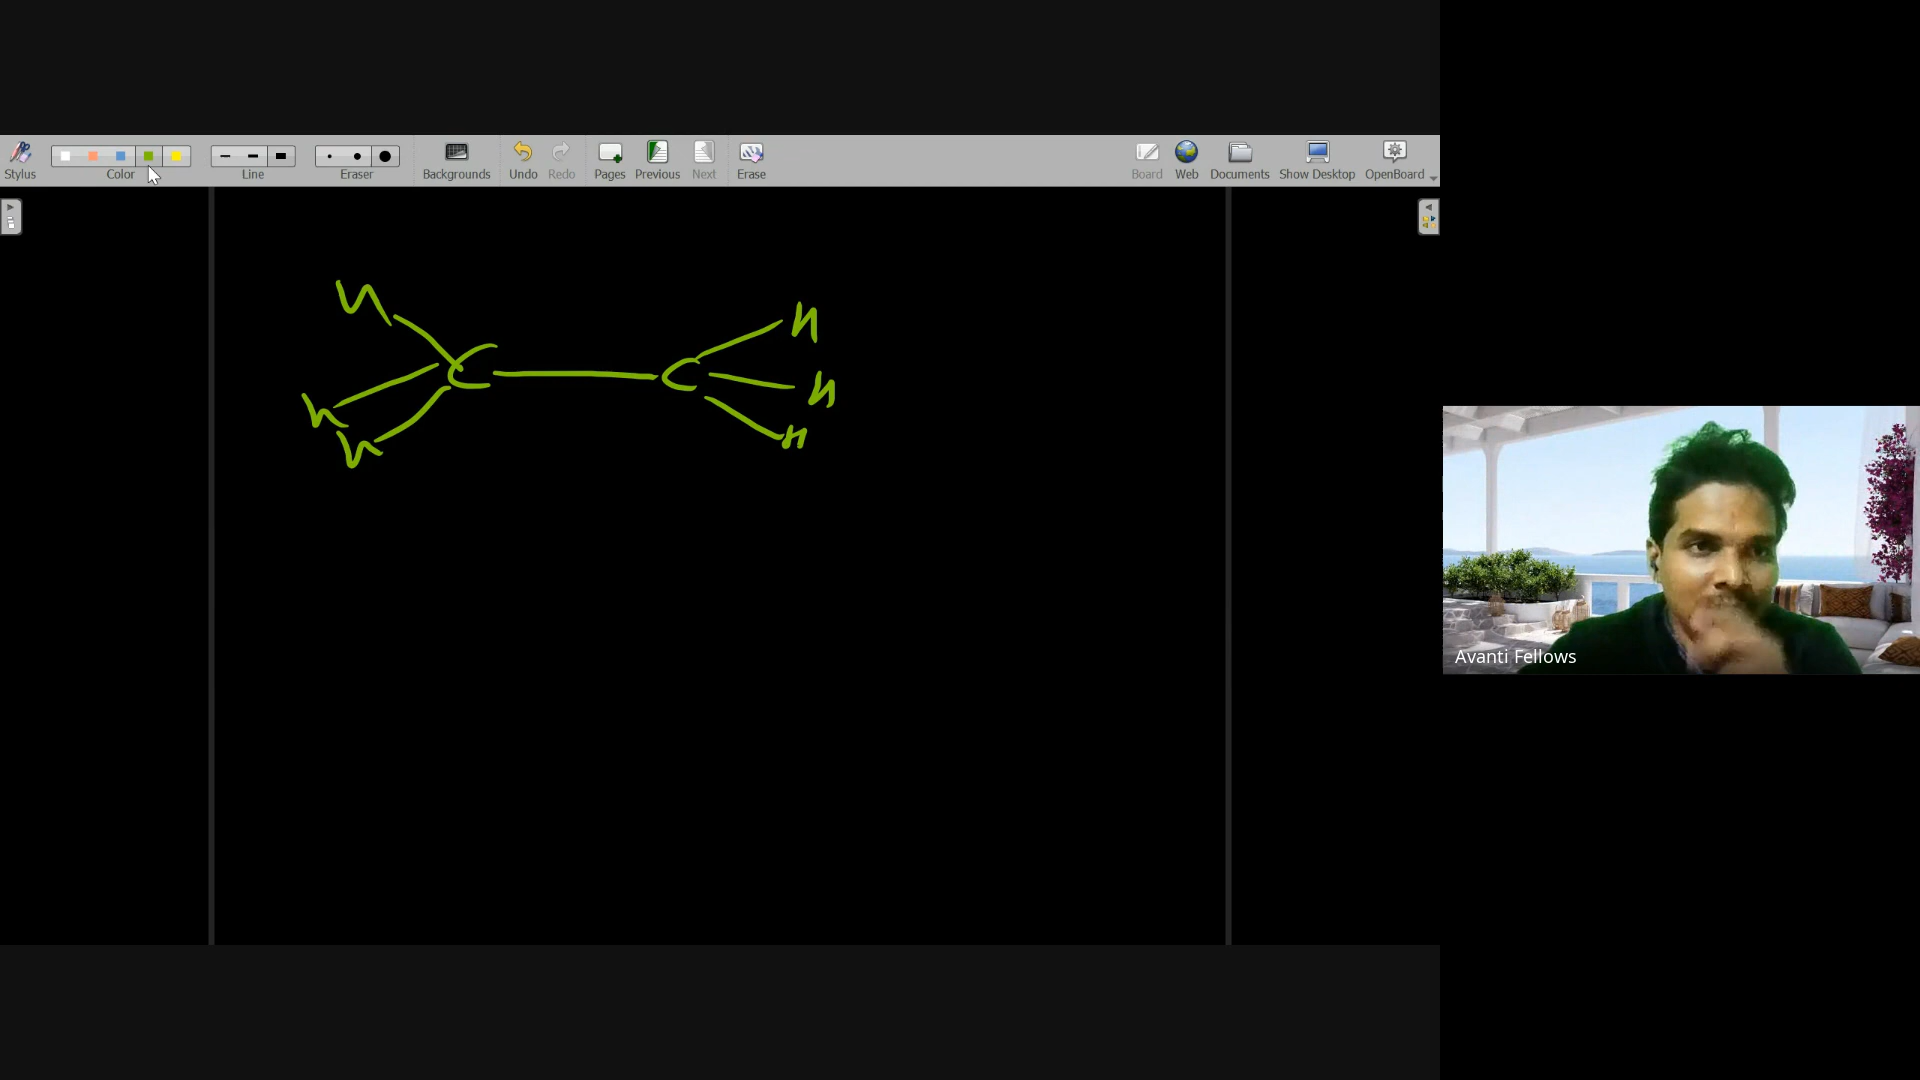 Stylus Color Line Eraser Backgrounds Undo Redo Pages Previous Next Erase Board Web Documents Show Desktop OpenBoard
H H
C C H
H H
H
Avanti Fellows